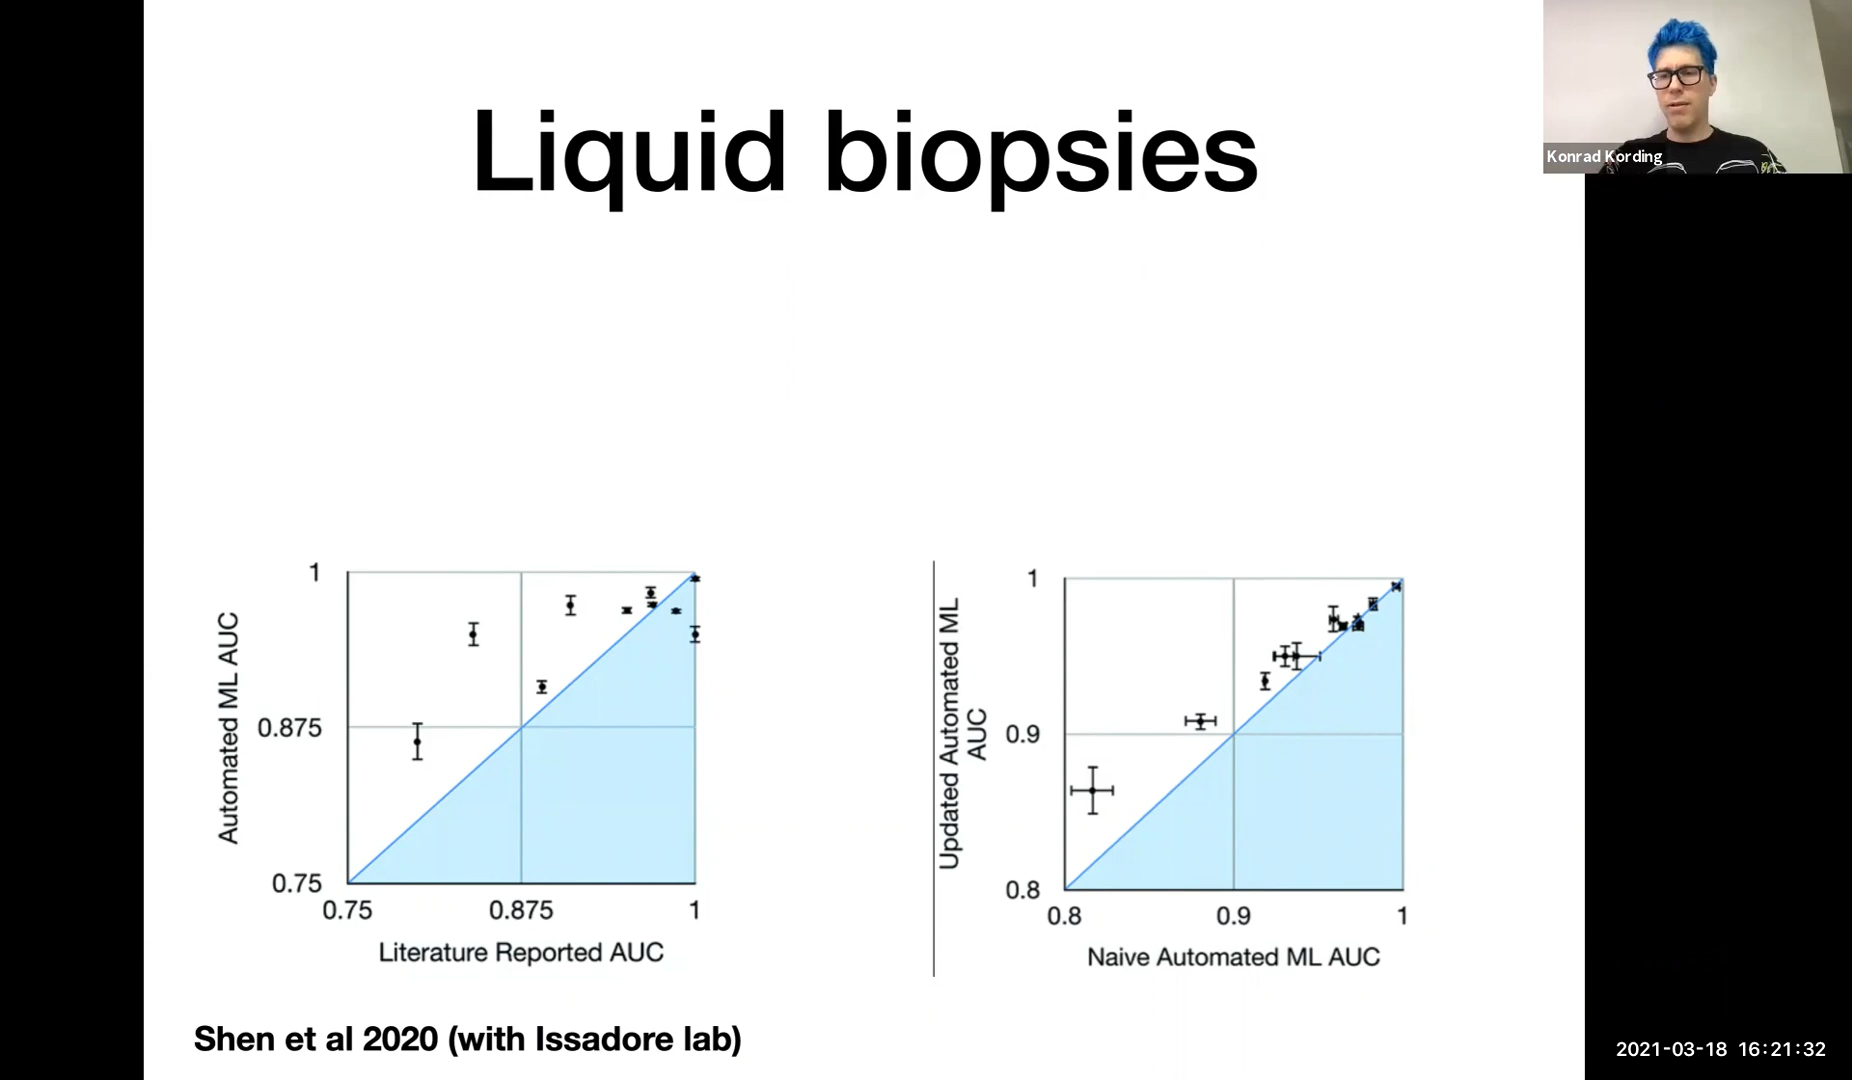 Liquid biopsies
Konrad Kording
Automated ML AUC
1
0.875
0.75
0.75 0.875 1
Literature Reported AUC
Updated Automated ML
AUC
1
0.9
0.8
0.8 0.9 1
Naive Automated ML AUC
Shen et al 2020 (with Issadore lab)
2021-03-18 16:21:32